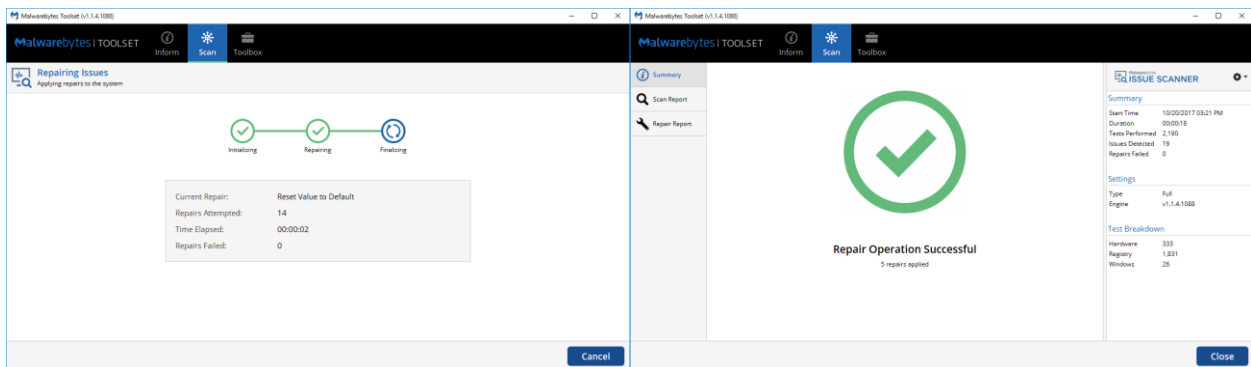 Malwarebytes Toolset (v1.1.4.1088)
Malwarebytes | TOOLSET
Inform
Scan
Toolbox
Repairing Issues
Applying repairs to the system
Initializing
Repairing
Finalizing
Current Repair: Reset Value to Default
Repairs Attempted: 14
Time Elapsed: 00:00:02
Repairs Failed: 0
Cancel
Malwarebytes Toolset (v1.1.4.1088)
Malwarebytes | TOOLSET
Inform
Scan
Toolbox
Summary
Scan Report
Repair Report
Repair Operation Successful
5 repairs applied
Malwarebytes
ISSUE SCANNER
Summary
Start Time 10/20/2017 03:21 PM
Duration 00:00:18
Tests Performed 2,190
Issues Detected 19
Repairs Failed 0
Settings
Type Full
Engine v1.1.4.1088
Test Breakdown
Hardware 333
Registry 1,831
Windows 26
Close